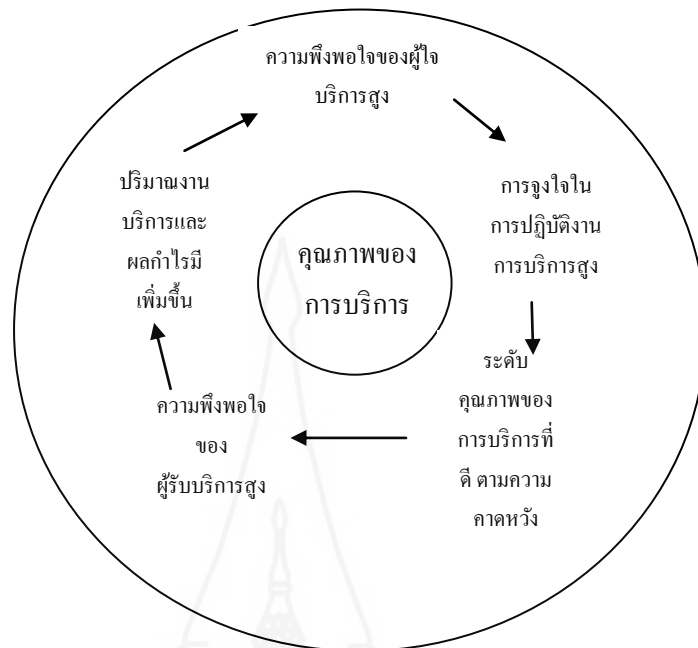 ความพึงพอใจของผู้ใจ
บริการสูง
การจูงใจใน
การปฏิบัติงาน
การบริการสูง
ระดับ
คุณภาพของ
การบริการที่
ดี ตามความ
คาดหวัง
ความพึงพอใจ
ของ
ผู้รับบริการสูง
ปริมาณงาน
บริการและ
ผลกำไรมี
เพิ่มขึ้น
คุณภาพของ
การบริการ